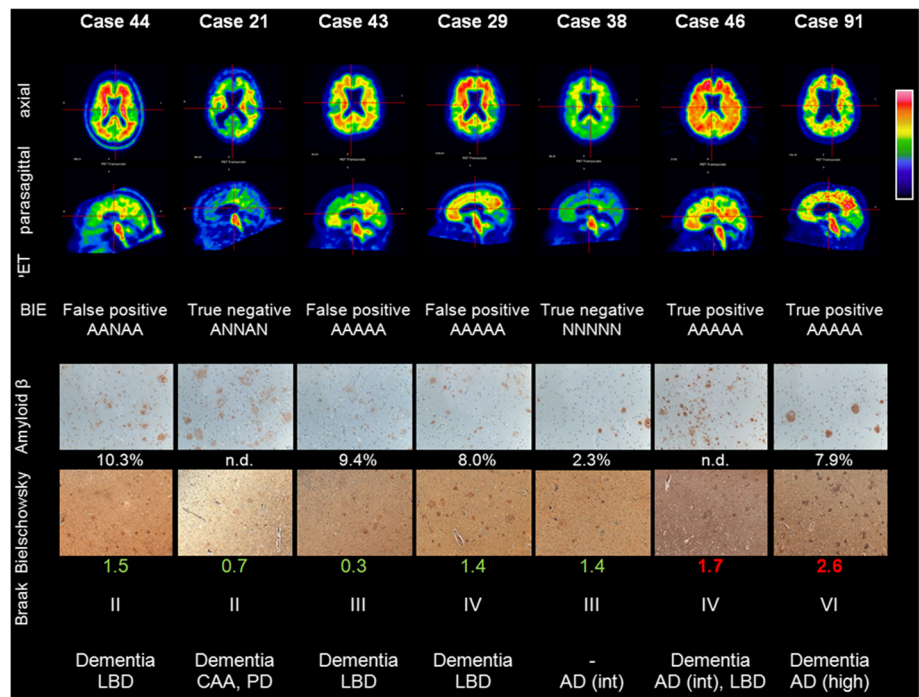 Case 44 Case 21 Case 43 Case 29 Case 38 Case 46 Case 91
axial
parasagittal
'ET
BIE
False positive True negative False positive False positive True negative True positive True positive
AANAA ANNAN AAAAA AAAAA NNNNN AAAAA AAAAA
Amyloid β
10.3% n.d. 9.4% 8.0% 2.3% n.d. 7.9%
Bielschowsky
1.5 0.7 0.3 1.4 1.4 1.7 2.6
Braak
II II III IV III IV VI
Dementia Dementia Dementia Dementia - Dementia Dementia
LBD CAA, PD LBD LBD AD (int) AD (int), LBD AD (high)